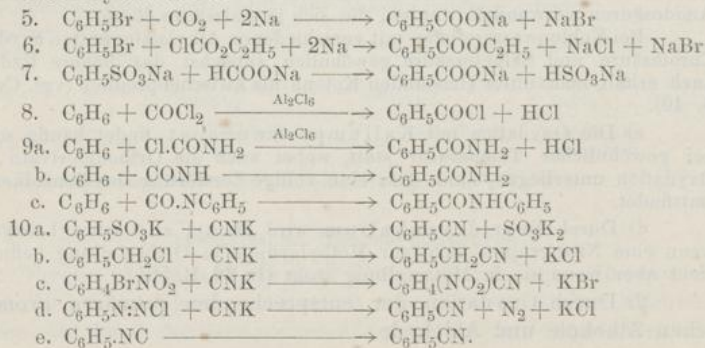 5. C₆H₅Br + CO₂ + 2Na ⟶ C₆H₅COONa + NaBr
6. C₆H₅Br + ClCO₂C₂H₅ + 2Na → C₆H₅COOC₂H₅ + NaCl + NaBr
7. C₆H₅SO₃Na + HCOONa ⟶ C₆H₅COONa + HSO₃Na
Al₂Cl₆
8. C₆H₆ + COCl₂ ⟶ C₆H₅COCl + HCl
Al₂Cl₆
9a. C₆H₆ + Cl.CONH₂ ⟶ C₆H₅CONH₂ + HCl
b. C₆H₆ + CONH ⟶ C₆H₅CONH₂
c. C₆H₆ + CO.NC₆H₅ ⟶ C₆H₅CONHC₆H₅
10a. C₆H₅SO₃K + CNK ⟶ C₆H₅CN + SO₃K₂
b. C₆H₅CH₂Cl + CNK ⟶ C₆H₅CH₂CN + KCl
c. C₆H₄BrNO₂ + CNK ⟶ C₆H₄(NO₂)CN + KBr
d. C₆H₅N:NCl + CNK ⟶ C₆H₅CN + N₂ + KCl
e. C₆H₅.NC ⟶ C₆H₅CN.